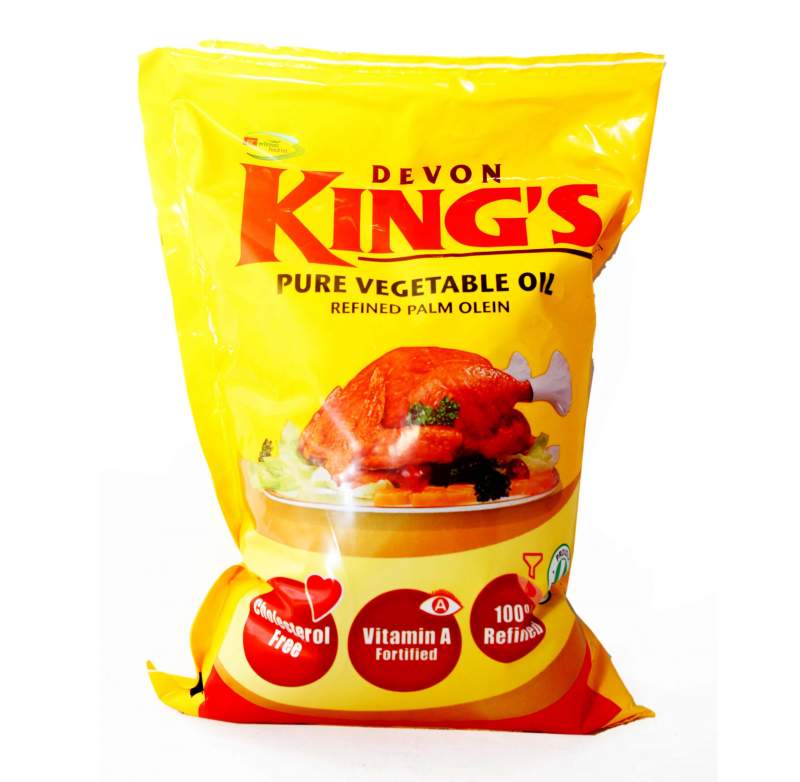 DEVON
KING'S
PURE VEGETABLE OIL
REFINED PALM OLEIN
Cholesterol
Free
A
Vitamin A
Fortified
100%
Refined